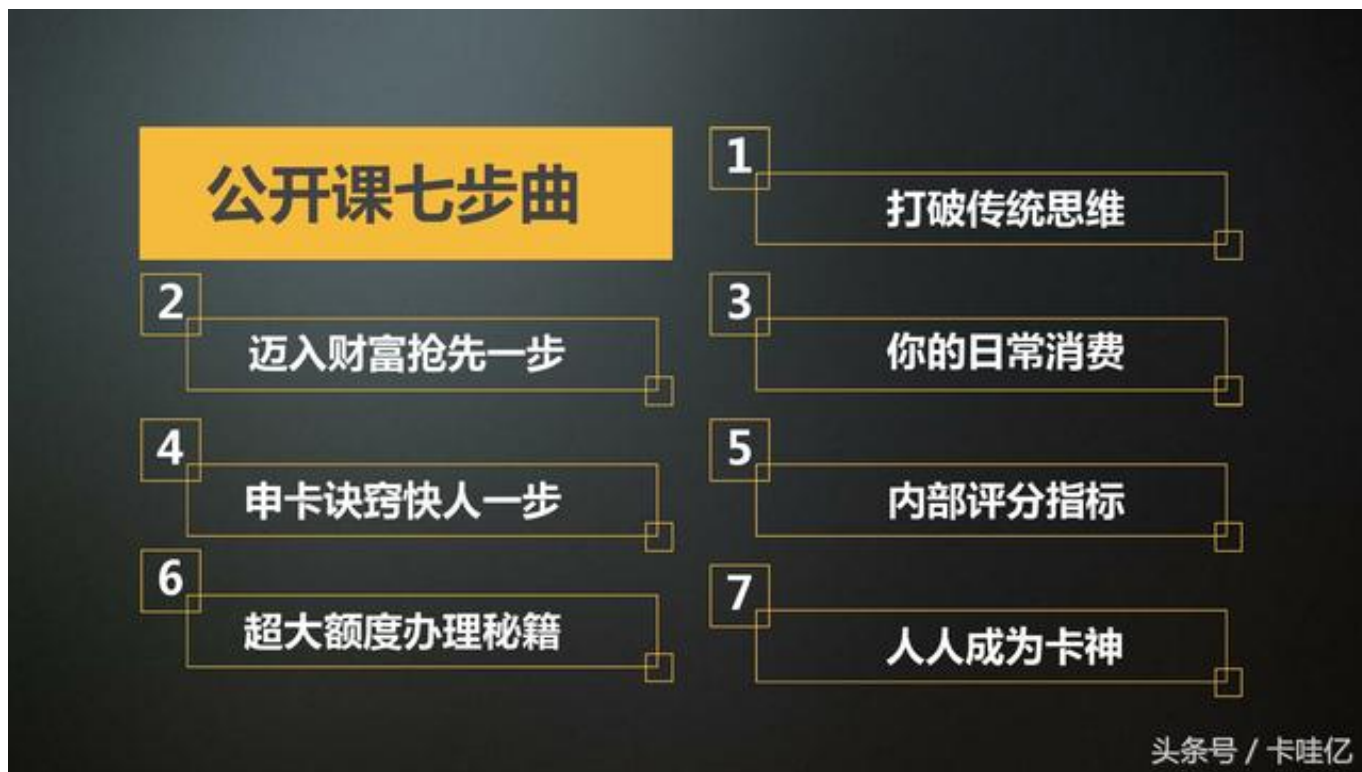 公开课七步曲
1
打破传统思维
2
迈入财富抢先一步
3
你的日常消费
4
申卡诀窍快人一步
5
内部评分指标
6
超大额度办理秘籍
7
人人成为卡神
头条号 / 卡哇亿